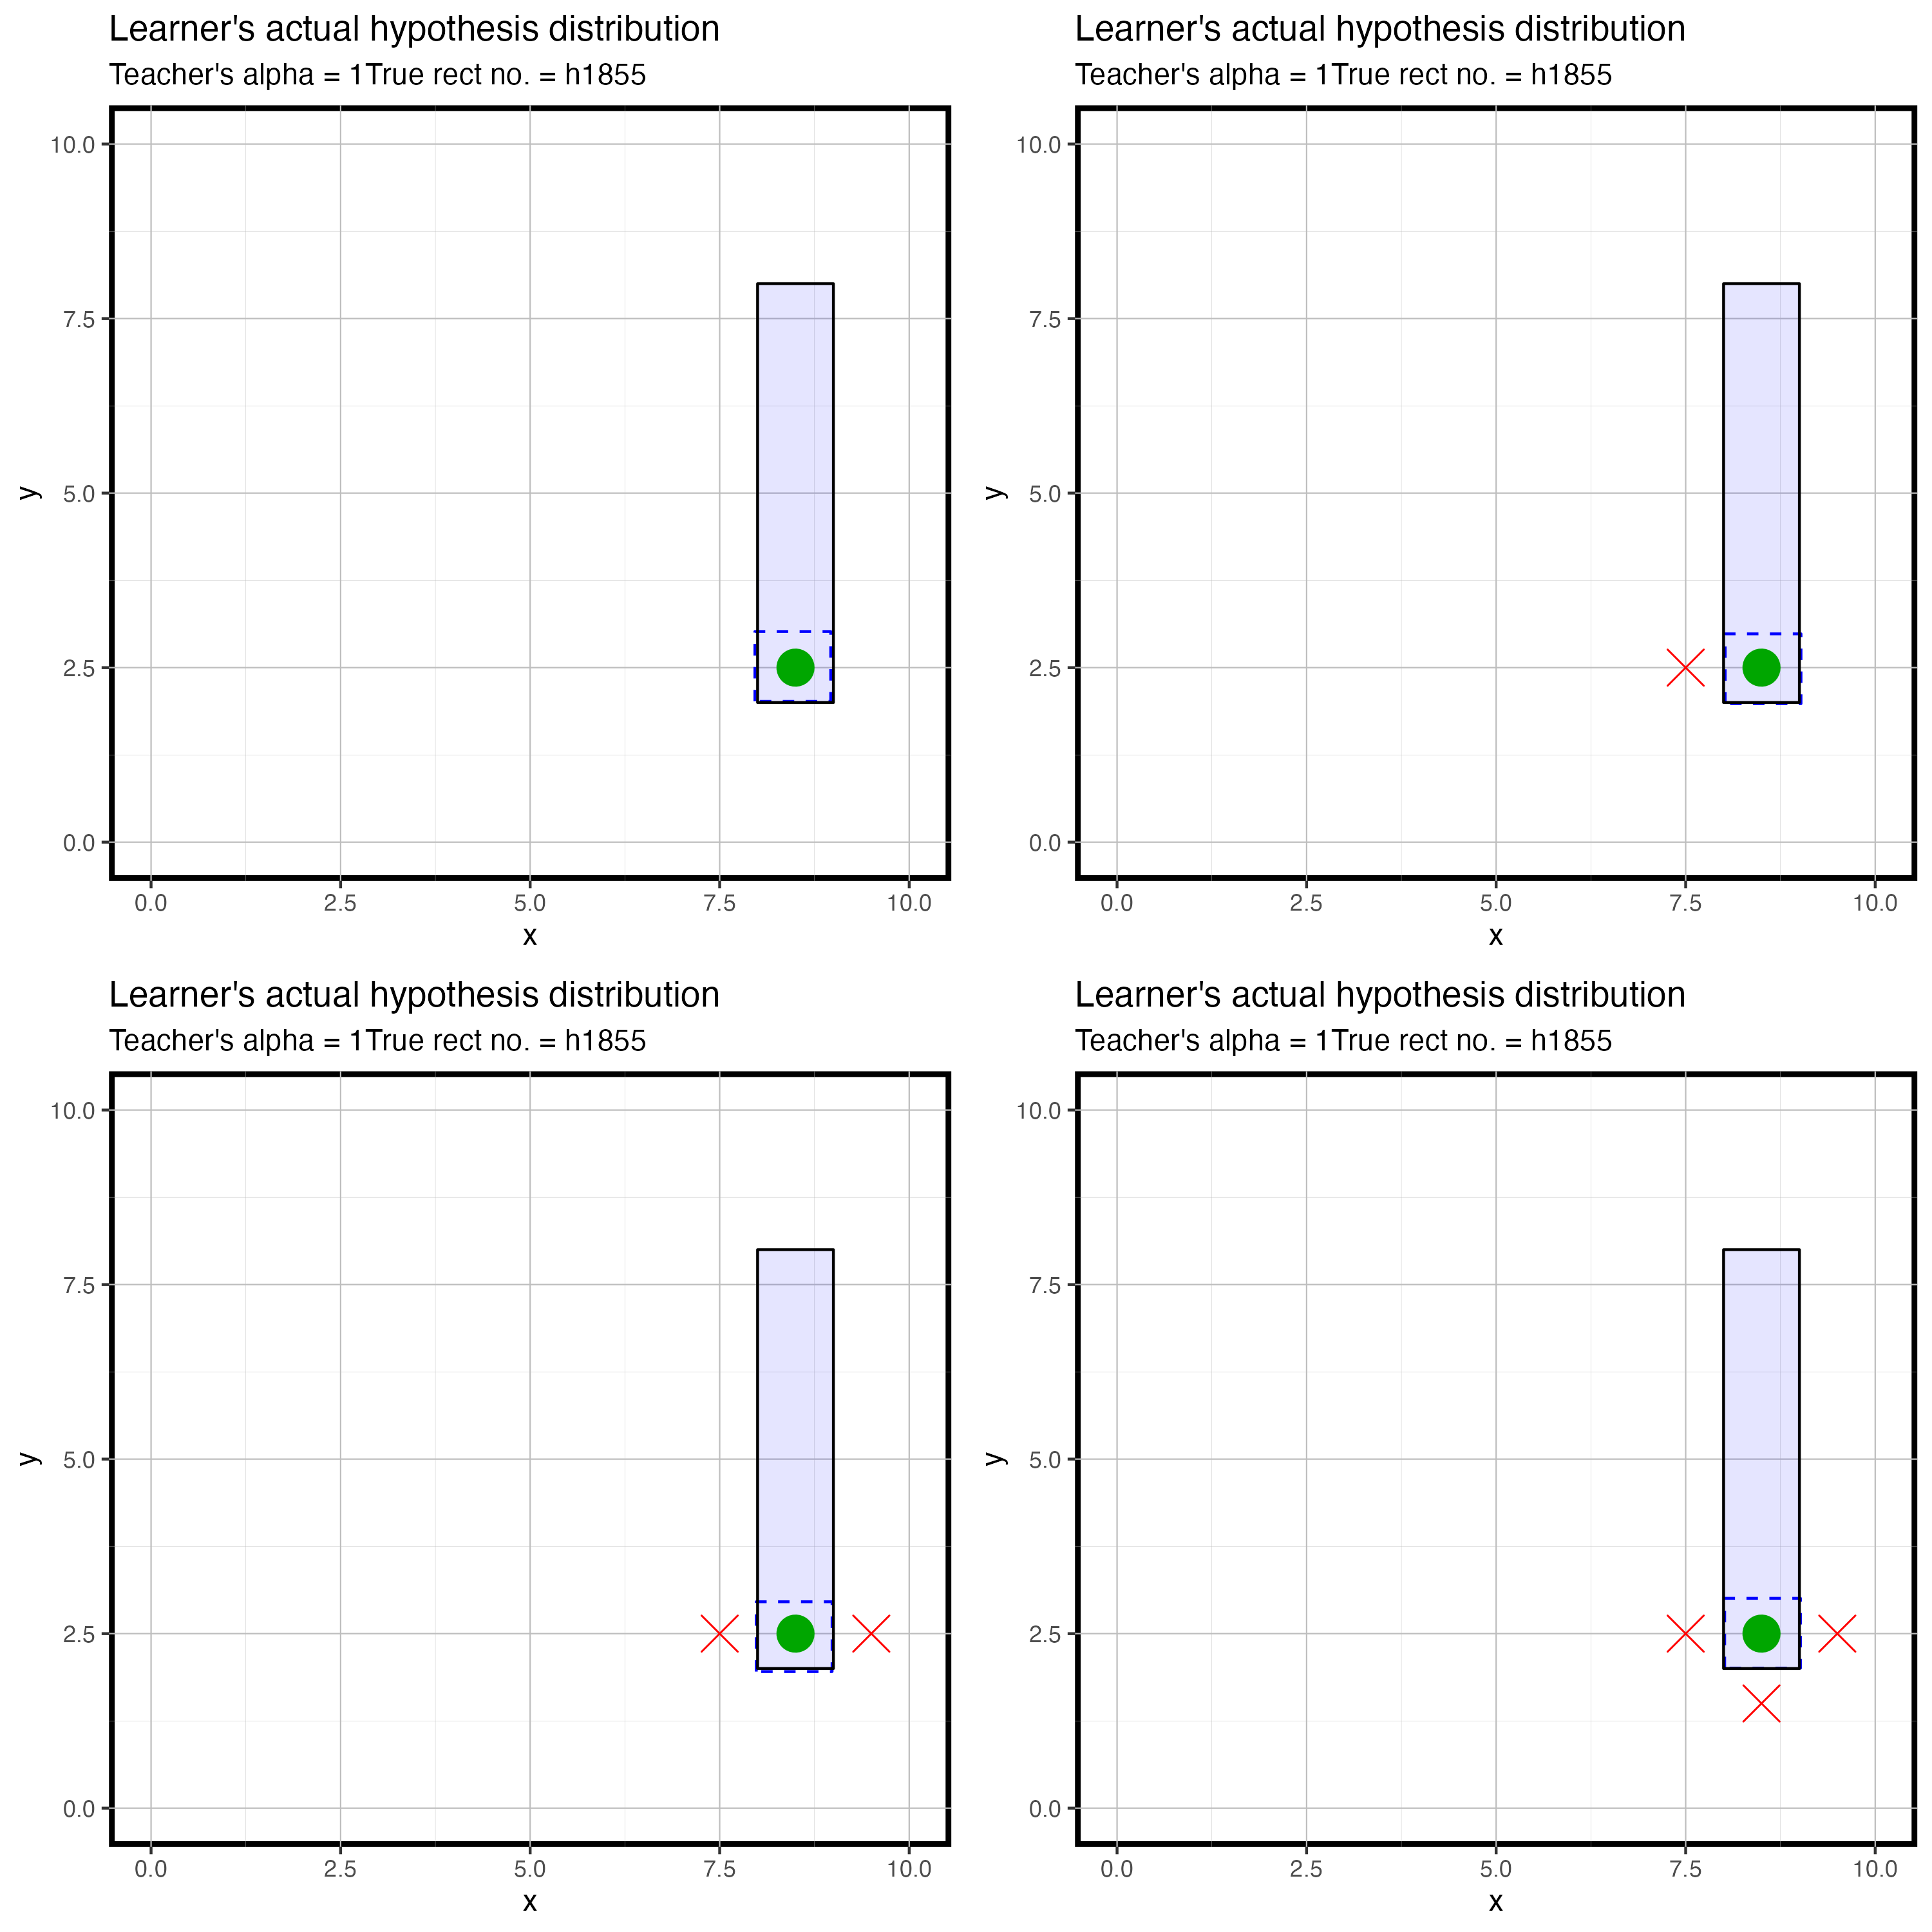 Learner's actual hypothesis distribution
Teacher's alpha = 1True rect no. = h1855
10.0
7.5
5.0
2.5
0.0
y
0.0 2.5 5.0 7.5 10.0
x
Learner's actual hypothesis distribution
Teacher's alpha = 1True rect no. = h1855
10.0
7.5
5.0
2.5
0.0
y
0.0 2.5 5.0 7.5 10.0
x
Learner's actual hypothesis distribution
Teacher's alpha = 1True rect no. = h1855
10.0
7.5
5.0
2.5
0.0
y
0.0 2.5 5.0 7.5 10.0
x
Learner's actual hypothesis distribution
Teacher's alpha = 1True rect no. = h1855
10.0
7.5
5.0
2.5
0.0
y
0.0 2.5 5.0 7.5 10.0
x